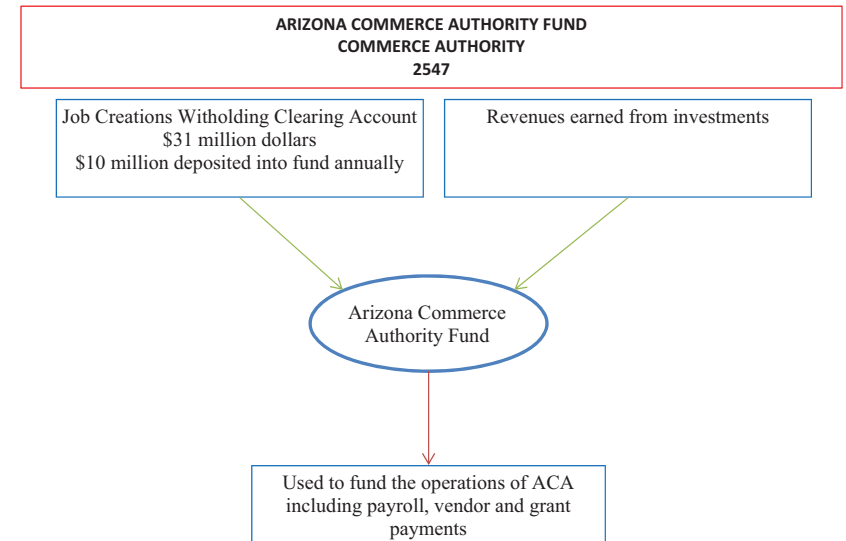 ARIZONA COMMERCE AUTHORITY FUND
COMMERCE AUTHORITY
2547
Job Creations Witholding Clearing Account
$31 million dollars
$10 million deposited into fund annually
Revenues earned from investments
Arizona Commerce
Authority Fund
Used to fund the operations of ACA
including payroll, vendor and grant
payments